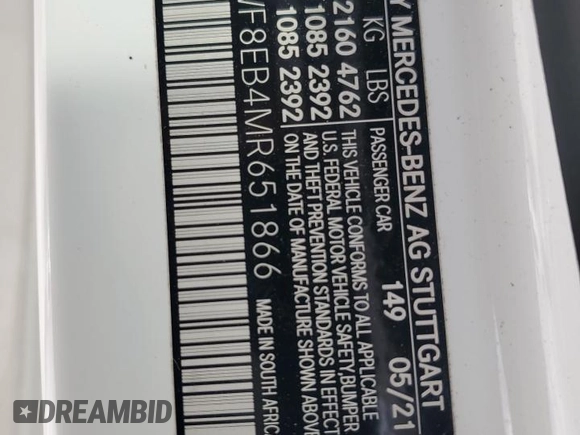 Y MERCEDES-BENZ AG STUTTGART
149 05/21
KG LBS PASSENGER CAR
2160 4762 THIS VEHICLE CONFORMS TO ALL APPLICABLE
1085 2392 U.S. FEDERAL MOTOR VEHICLE SAFETY/BUMPER
1085 2392 AND THEFT PREVENTION STANDARDS IN EFFECT
ON THE DATE OF MANUFACTURE SHOWN ABOVE
F8EB4MR651866
MADE IN SOUTH AFRIC
DREAMBID